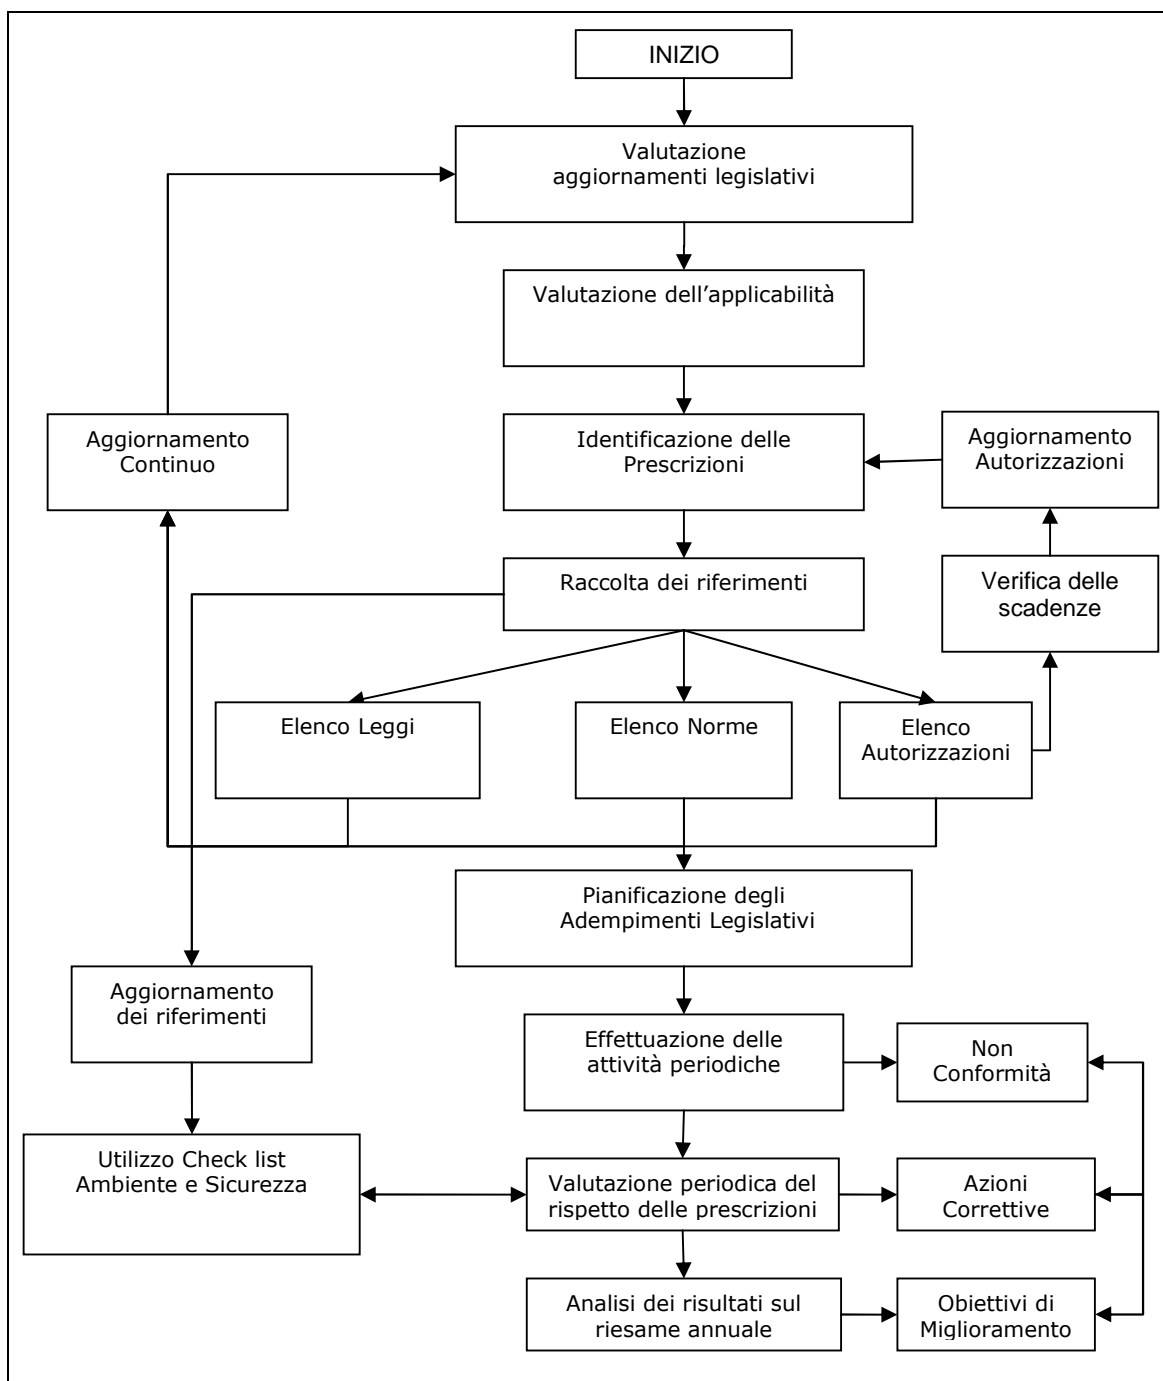 INIZIO
Valutazione
aggiornamenti legislativi
Valutazione dell'applicabilità
Aggiornamento
Continuo
Identificazione delle
Prescrizioni
Aggiornamento
Autorizzazioni
Raccolta dei riferimenti
Verifica delle
scadenze
Elenco Leggi
Elenco Norme
Elenco
Autorizzazioni
Pianificazione degli
Adempimenti Legislativi
Aggiornamento
dei riferimenti
Effettuazione delle
attività periodiche
Non
Conformità
Utilizzo Check list
Ambiente e Sicurezza
Valutazione periodica del
rispetto delle prescrizioni
Azioni
Correttive
Analisi dei risultati sul
riesame annuale
Obiettivi di
Miglioramento